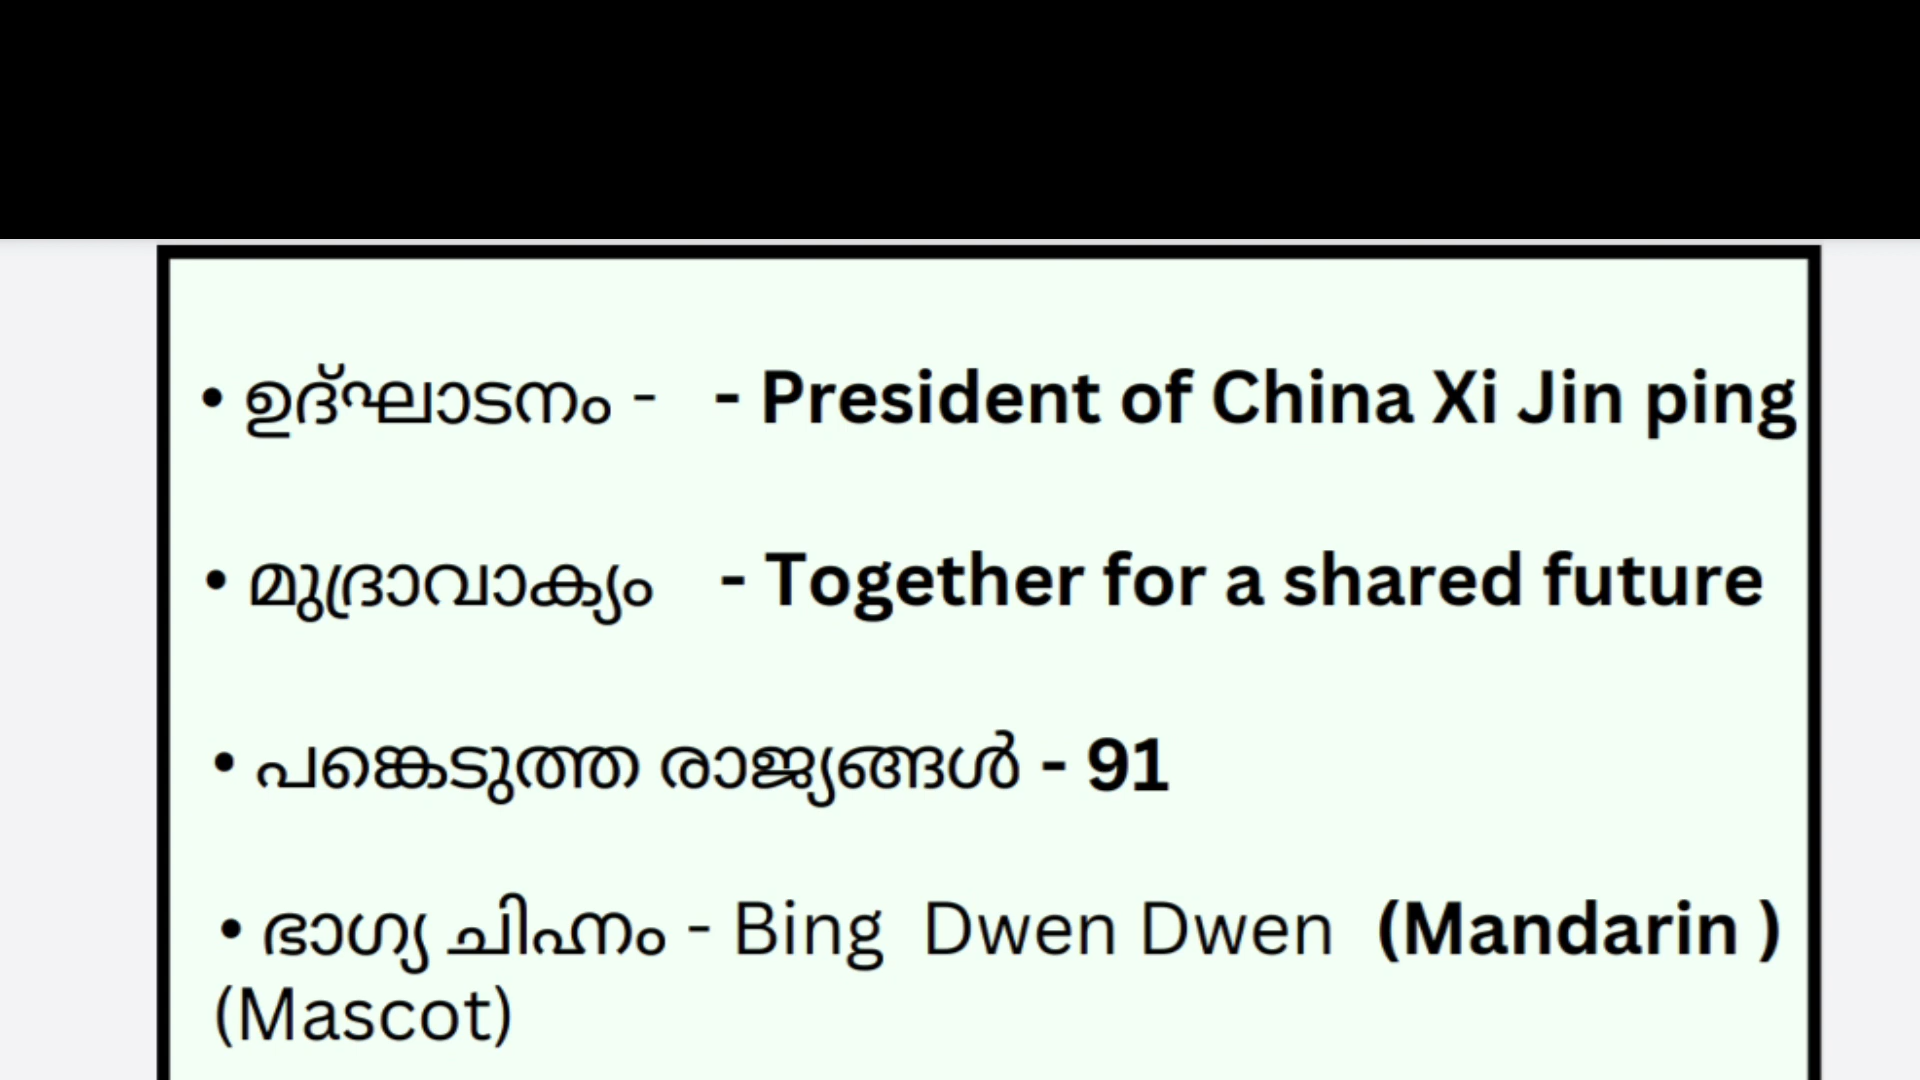 • ഉദ്ഘാടനം - - President of China Xi Jin ping
• മുദ്രാവാക്യം - Together for a shared future
• പങ്കെടുത്ത രാജ്യങ്ങൾ - 91
• ഭാഗ്യ ചിഹ്നം - Bing Dwen Dwen (Mandarin )
(Mascot)